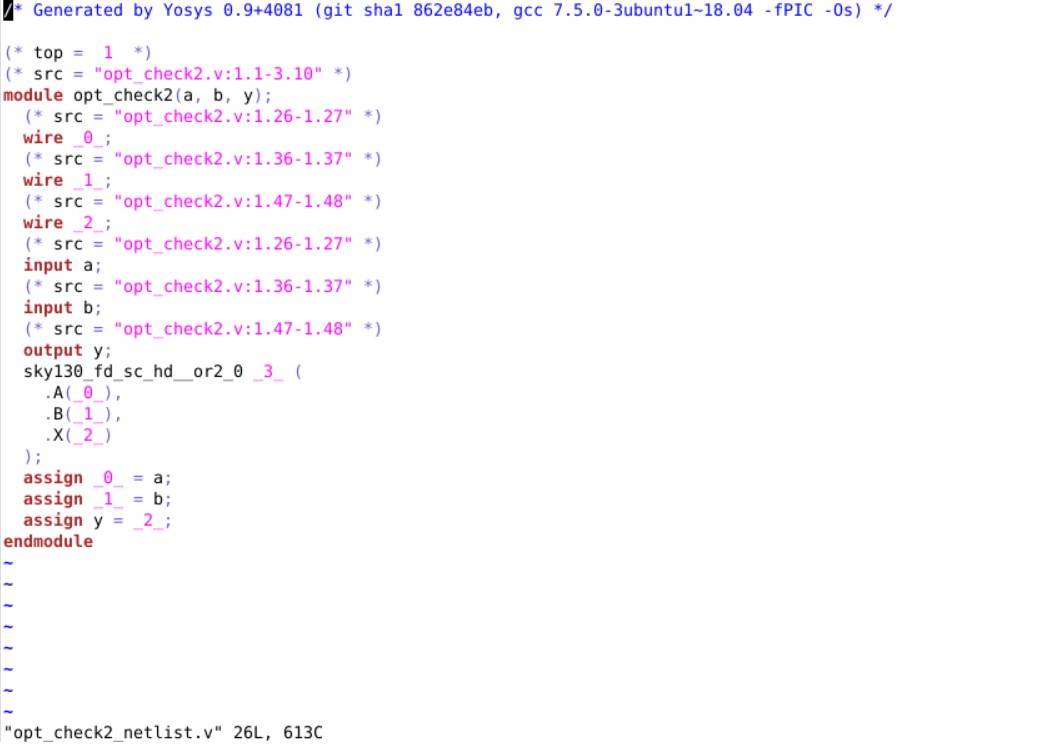 /* Generated by Yosys 0.9+4081 (git sha1 862e84eb, gcc 7.5.0-3ubuntu1~18.04 -fPIC -Os) */

(* top =  1  *)
(* src = "opt_check2.v:1.1-3.10" *)
module opt_check2(a, b, y);
  (* src = "opt_check2.v:1.26-1.27" *)
  wire _0_;
  (* src = "opt_check2.v:1.36-1.37" *)
  wire _1_;
  (* src = "opt_check2.v:1.47-1.48" *)
  wire _2_;
  (* src = "opt_check2.v:1.26-1.27" *)
  input a;
  (* src = "opt_check2.v:1.36-1.37" *)
  input b;
  (* src = "opt_check2.v:1.47-1.48" *)
  output y;
  sky130_fd_sc_hd__or2_0 _3_ (
    .A(_0_),
    .B(_1_),
    .X(_2_)
  );
  assign _0_ = a;
  assign _1_ = b;
  assign y = _2_;
endmodule
~
~
~
~
~
~
~
~
"opt_check2_netlist.v" 26L, 613C